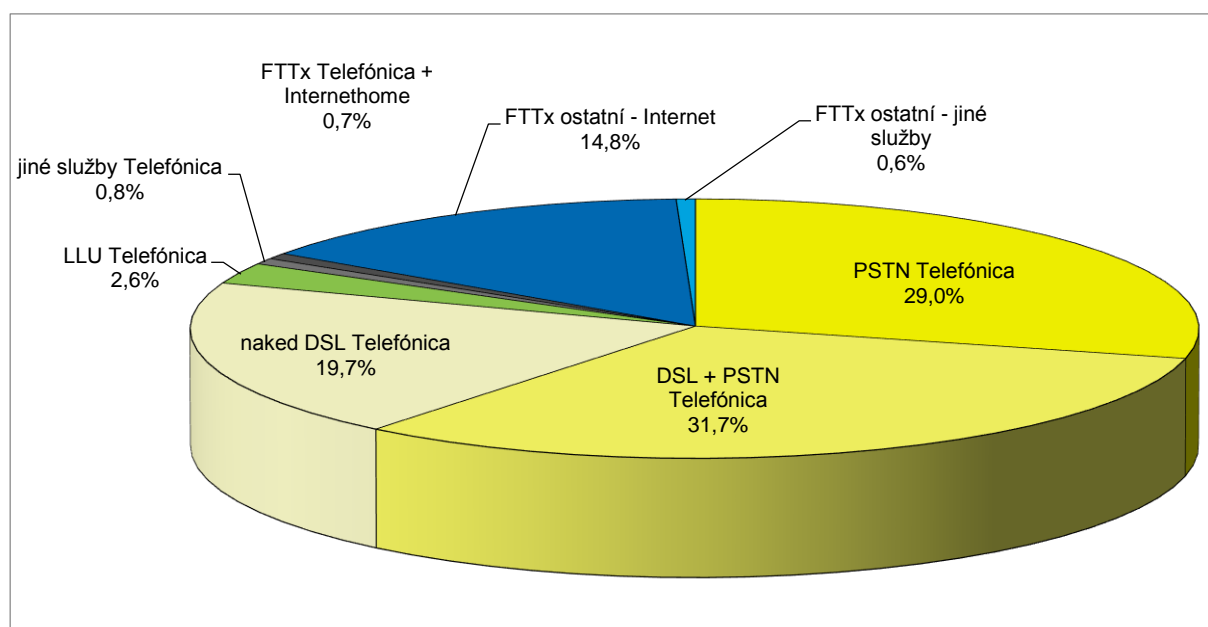 FTTx Telefónica +
Internethome
0,7%
FTTx ostatní - Internet
14,8%
FTTx ostatní - jiné
služby
0,6%
jiné služby Telefónica
0,8%
LLU Telefónica
2,6%
PSTN Telefónica
29,0%
naked DSL Telefónica
19,7%
DSL + PSTN
Telefónica
31,7%